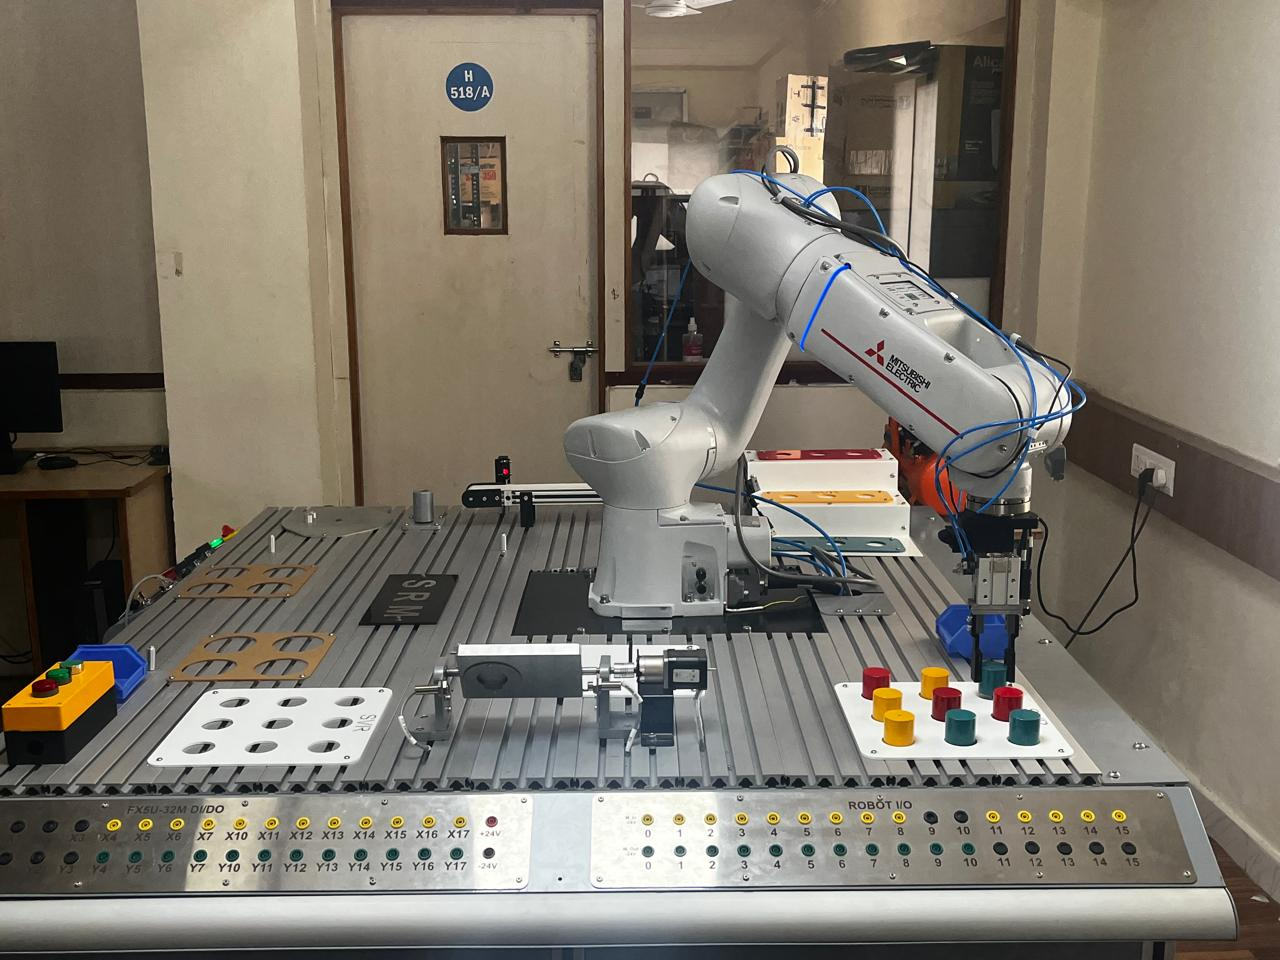 H
518/A
350
Alica
MITSUBISHI
ELECTRIC
SRM
SVR
FX5U-32M DI/DO
X3 X4 X5 X6 X7 X10 X11 X12 X13 X14 X15 X16 X17 +24V
Y3 Y4 Y5 Y6 Y7 Y10 Y11 Y12 Y13 Y14 Y15 Y16 Y17 -24V
ROBOT I/O
0 1 2 3 4 5 6 7 8 9 10 11 12 13 14 15
0 1 2 3 4 5 6 7 8 9 10 11 12 13 14 15